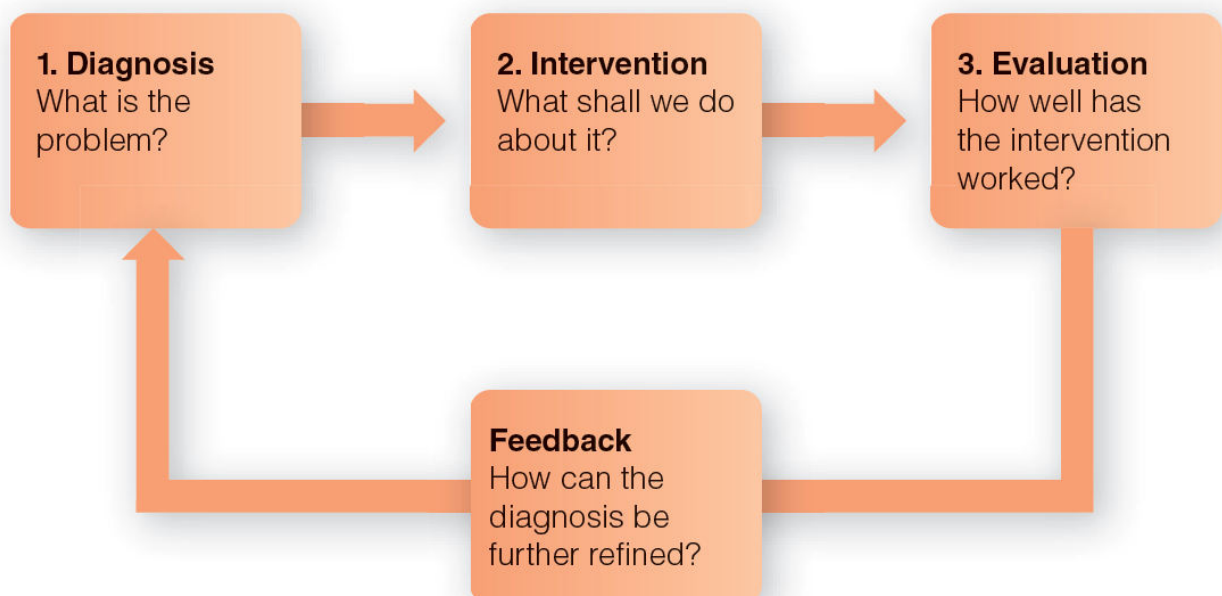 1. Diagnosis
What is the
problem?
2. Intervention
What shall we do
about it?
3. Evaluation
How well has
the intervention
worked?
Feedback
How can the
diagnosis be
further refined?